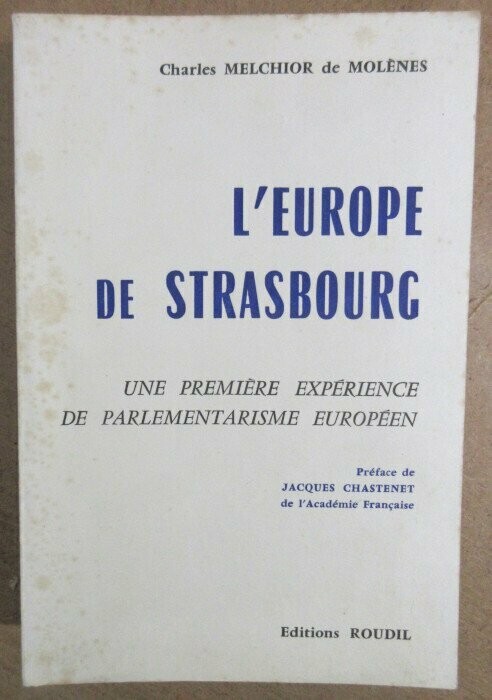 Charles MELCHIOR de MOLÈNES
L'EUROPE
DE STRASBOURG
UNE PREMIÈRE EXPÉRIENCE
DE PARLEMENTARISME EUROPÉEN
Préface de
JACQUES CHASTENET
de l'Académie Française
Editions ROUDIL